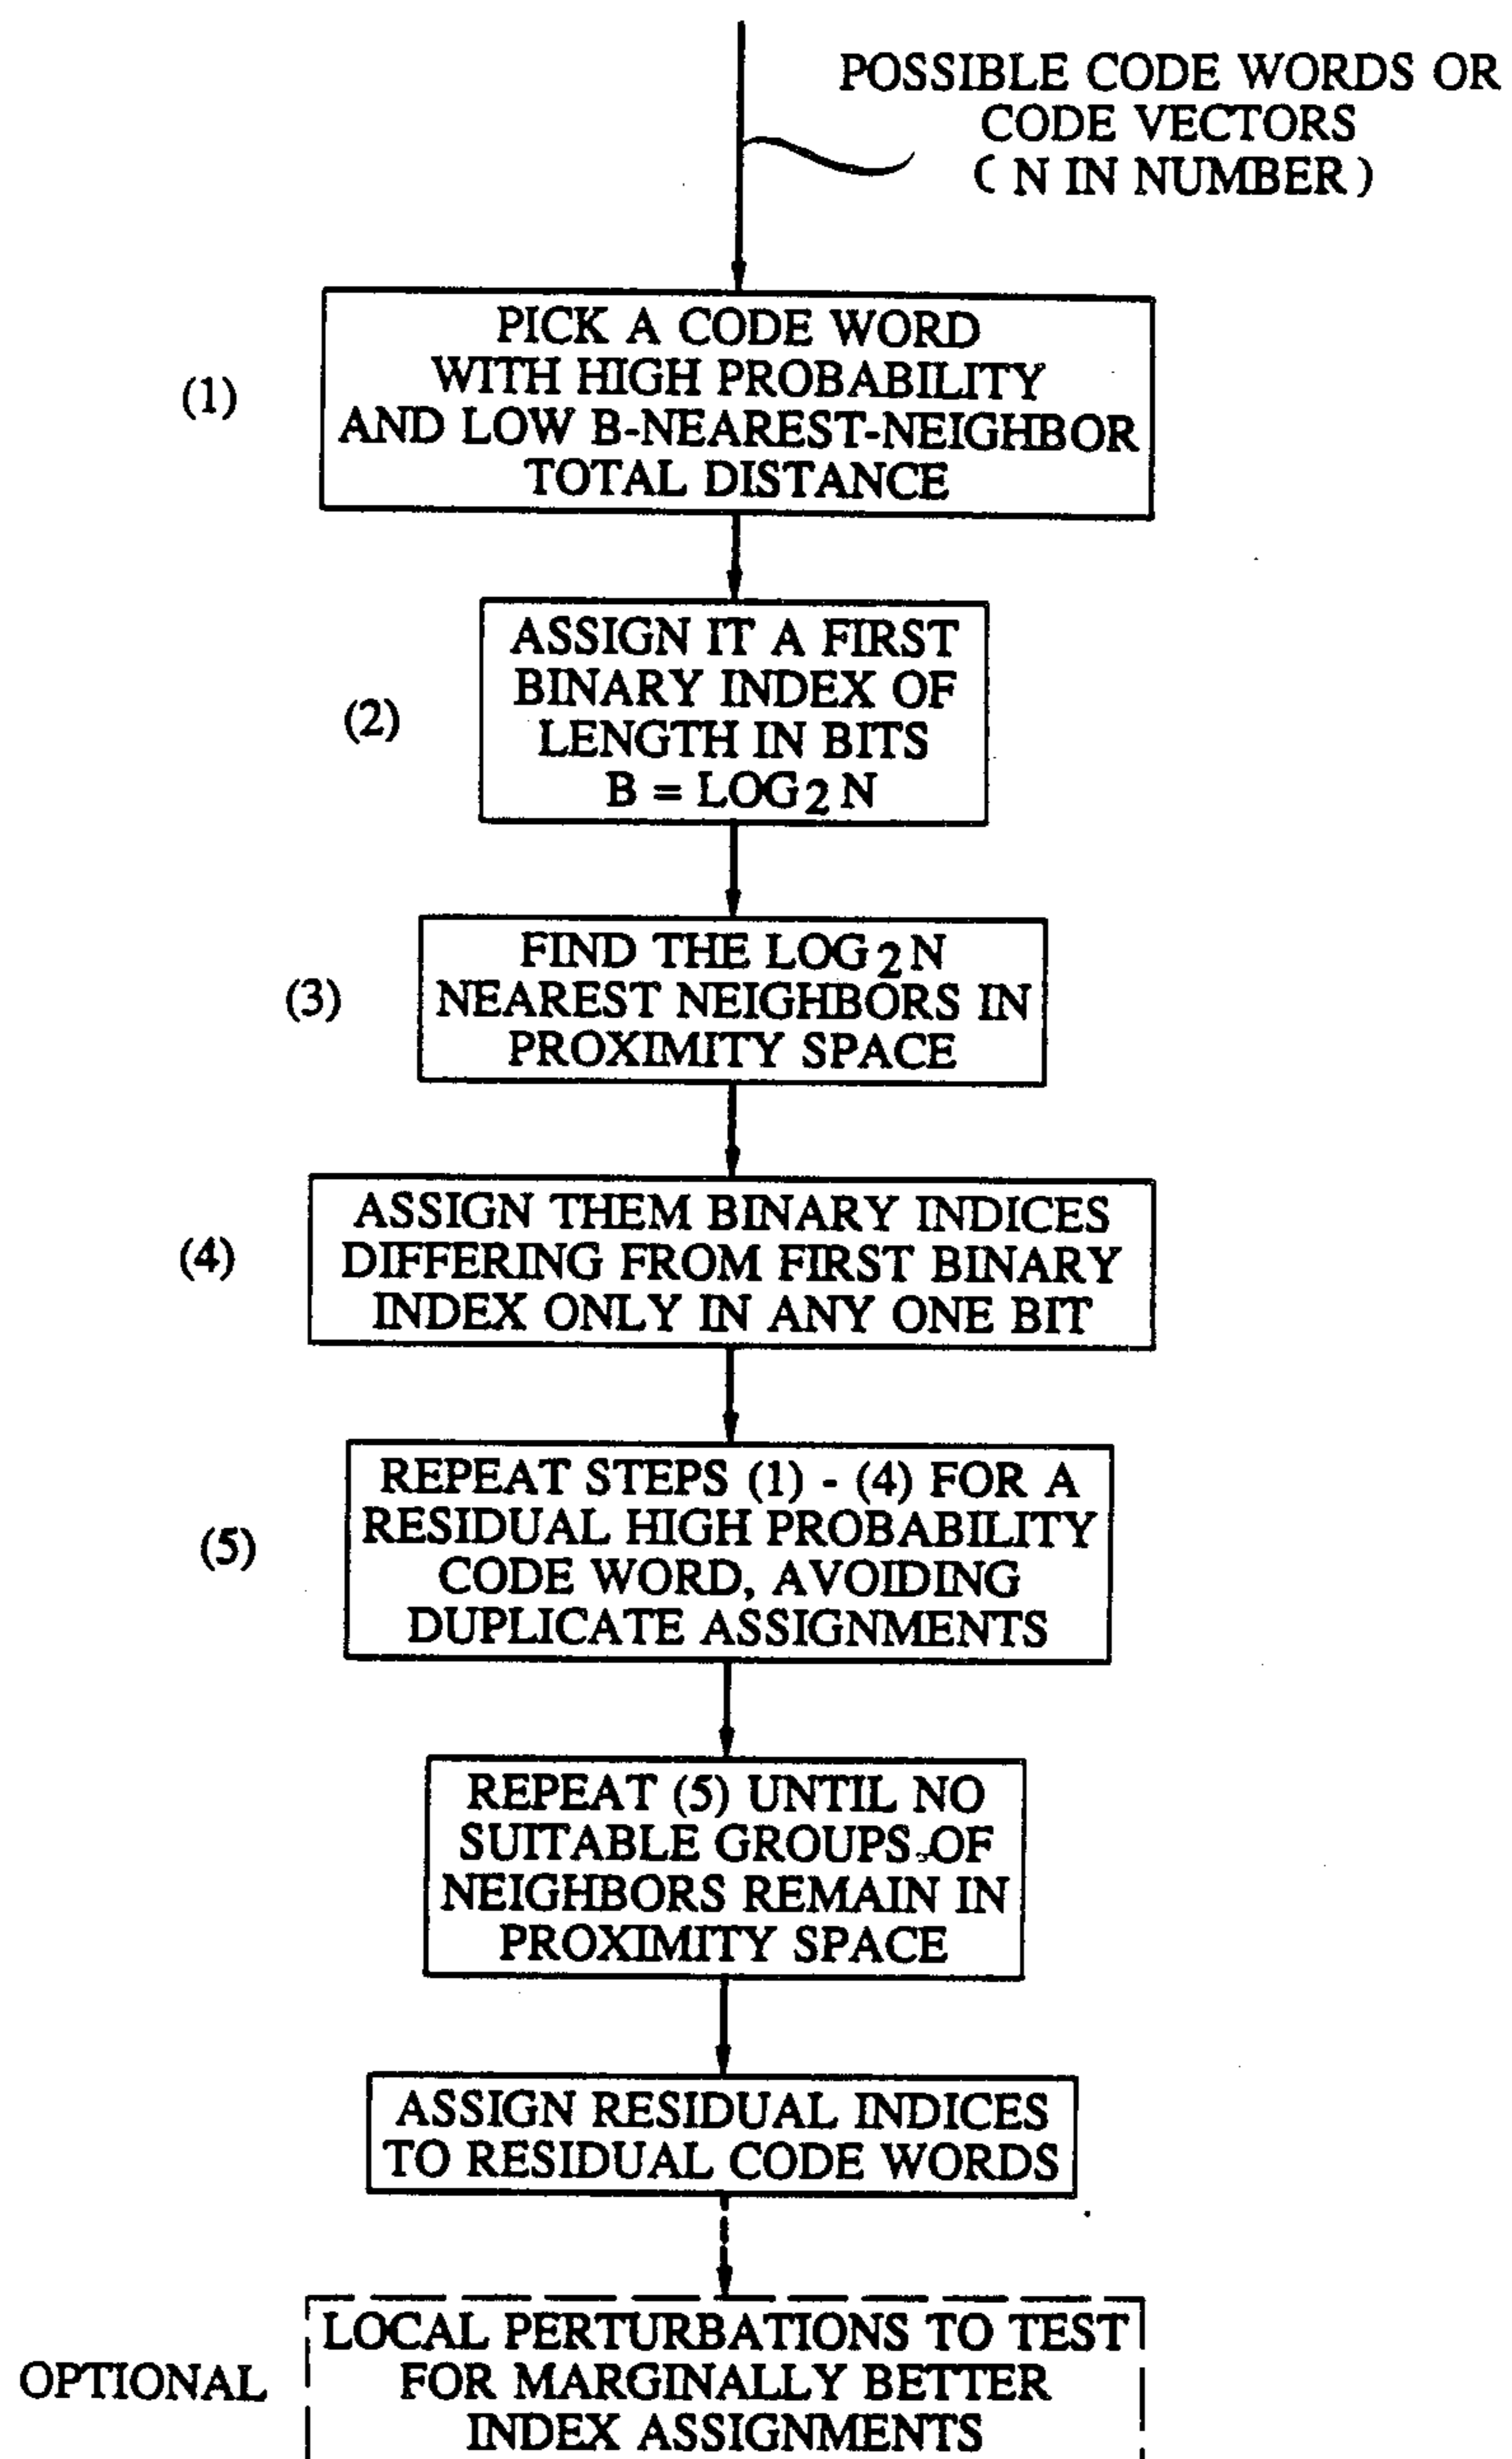 POSSIBLE CODE WORDS OR
CODE VECTORS
( N IN NUMBER )
(1)
PICK A CODE WORD
WITH HIGH PROBABILITY
AND LOW B-NEAREST-NEIGHBOR
TOTAL DISTANCE
(2)
ASSIGN IT A FIRST
BINARY INDEX OF
LENGTH IN BITS
B = LOG2 N
(3)
FIND THE LOG2 N
NEAREST NEIGHBORS IN
PROXIMITY SPACE
(4)
ASSIGN THEM BINARY INDICES
DIFFERING FROM FIRST BINARY
INDEX ONLY IN ANY ONE BIT
(5)
REPEAT STEPS (1) - (4) FOR A
RESIDUAL HIGH PROBABILITY
CODE WORD, AVOIDING
DUPLICATE ASSIGNMENTS
REPEAT (5) UNTIL NO
SUITABLE GROUPS OF
NEIGHBORS REMAIN IN
PROXIMITY SPACE
ASSIGN RESIDUAL INDICES
TO RESIDUAL CODE WORDS
OPTIONAL
LOCAL PERTURBATIONS TO TEST
FOR MARGINALLY BETTER
INDEX ASSIGNMENTS